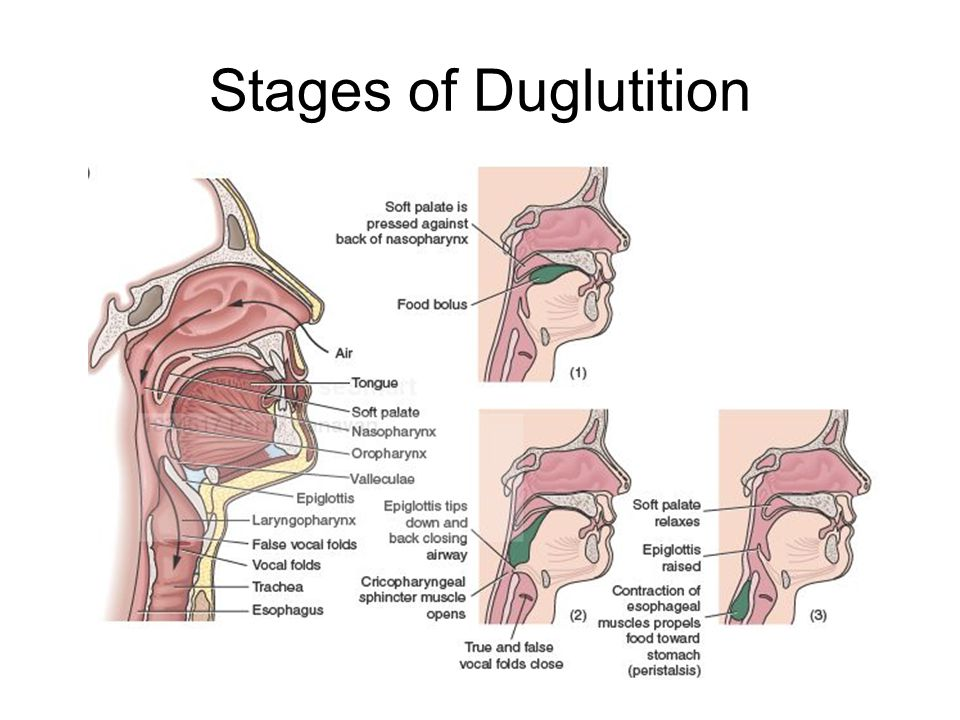 Stages of Duglutition
Air
Tongue
Soft palate
Nasopharynx
Oropharynx
Valleculae
Epiglottis
Laryngopharynx
False vocal folds
Vocal folds
Trachea
Esophagus
Soft palate is
pressed against
back of nasopharynx
Food bolus
(1)
Epiglottis tips
down and
back closing
airway
Cricopharyngeal
sphincter muscle
opens
True and false
vocal folds close
(2)
Soft palate
relaxes
Epiglottis
raised
Contraction of
esophageal
muscles propels
food toward
stomach
(peristalsis)
(3)